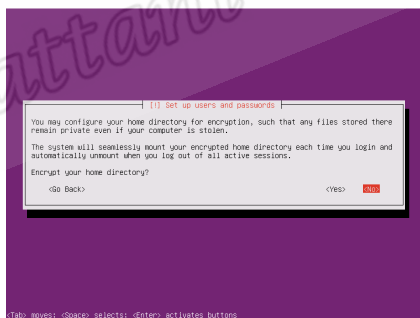 [!] Set up users and passwords
You may configure your home directory for encryption, such that any files stored there
remain private even if your computer is stolen.
The system will seamlessly mount your encrypted home directory each time you login and
automatically unmount when you log out of all active sessions.
Encrypt your home directory?
<Go Back> <Yes> <No>
<Tab> moves; <Space> selects; <Enter> activates buttons